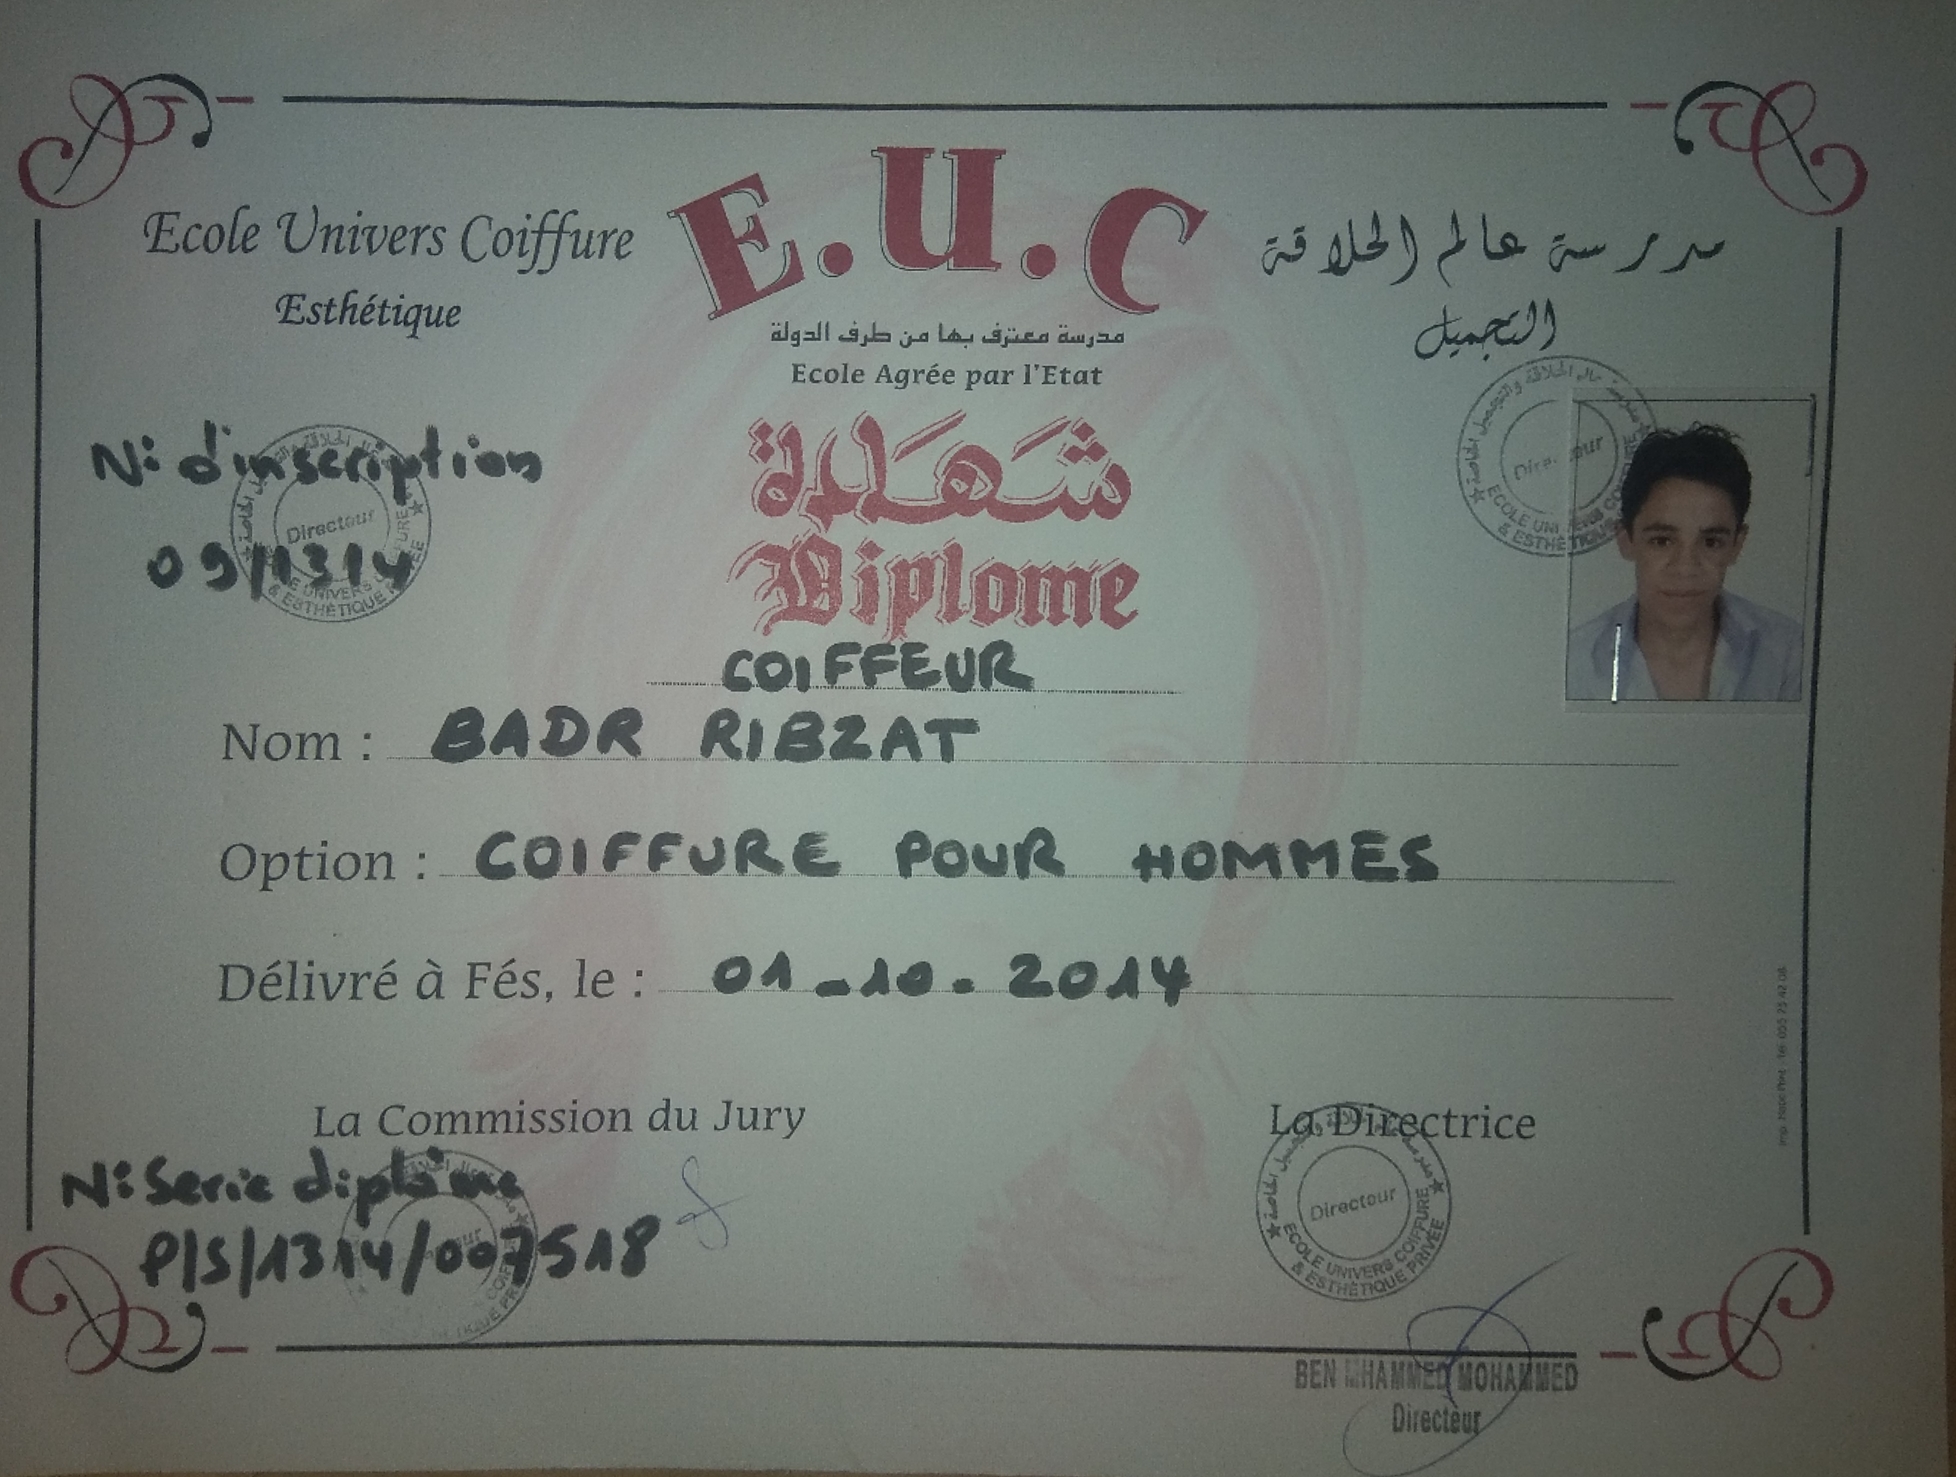 Ecole Univers Coiffure
Esthétique
E.U.C
مدرسة عالم الحلاقة
التجميل
مدرسة معترف بها من طرف الدولة
Ecole Agrée par l'Etat
N: d'inscription
09/1314
Directeur
شهادة
Diplome
COIFFEUR
Nom : BADR RIBZAT
Option : COIFFURE POUR HOMMES
Délivré à Fés, le : 01-10-2014
La Commission du Jury
La Directrice
N: Serie diplôme
P/S/1314/007518
Directeur
ECOLE UNIVERS COIFFURE
& ESTHÉTIQUE PRIVÉE
BEN MHAMMED MOHAMMED
Directeur